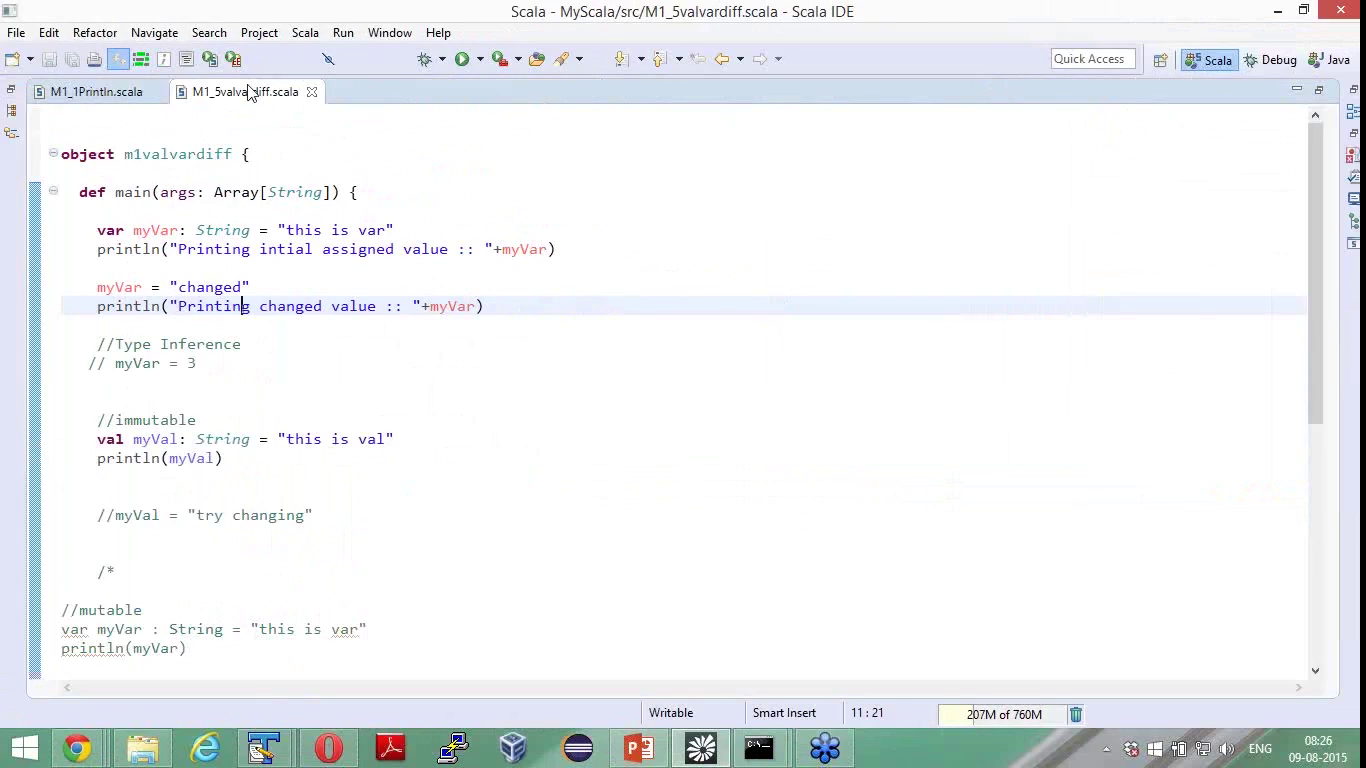 Scala - MyScala/src/M1_5valvardiff.scala - Scala IDE
File Edit Refactor Navigate Search Project Scala Run Window Help
Quick Access Scala Debug Java
M1_1Println.scala M1_5valvardiff.scala
object m1valvardiff {
def main(args: Array[String]) {
var myVar: String = "this is var"
println("Printing intial assigned value :: "+myVar)
myVar = "changed"
println("Printing changed value :: "+myVar)
//Type Inference
// myVar = 3
//immutable
val myVal: String = "this is val"
println(myVal)
//myVal = "try changing"
/*
//mutable
var myVar : String = "this is var"
println(myVar)
Writable Smart Insert 11 : 21 207M of 760M
ENG 08:26
09-08-2015